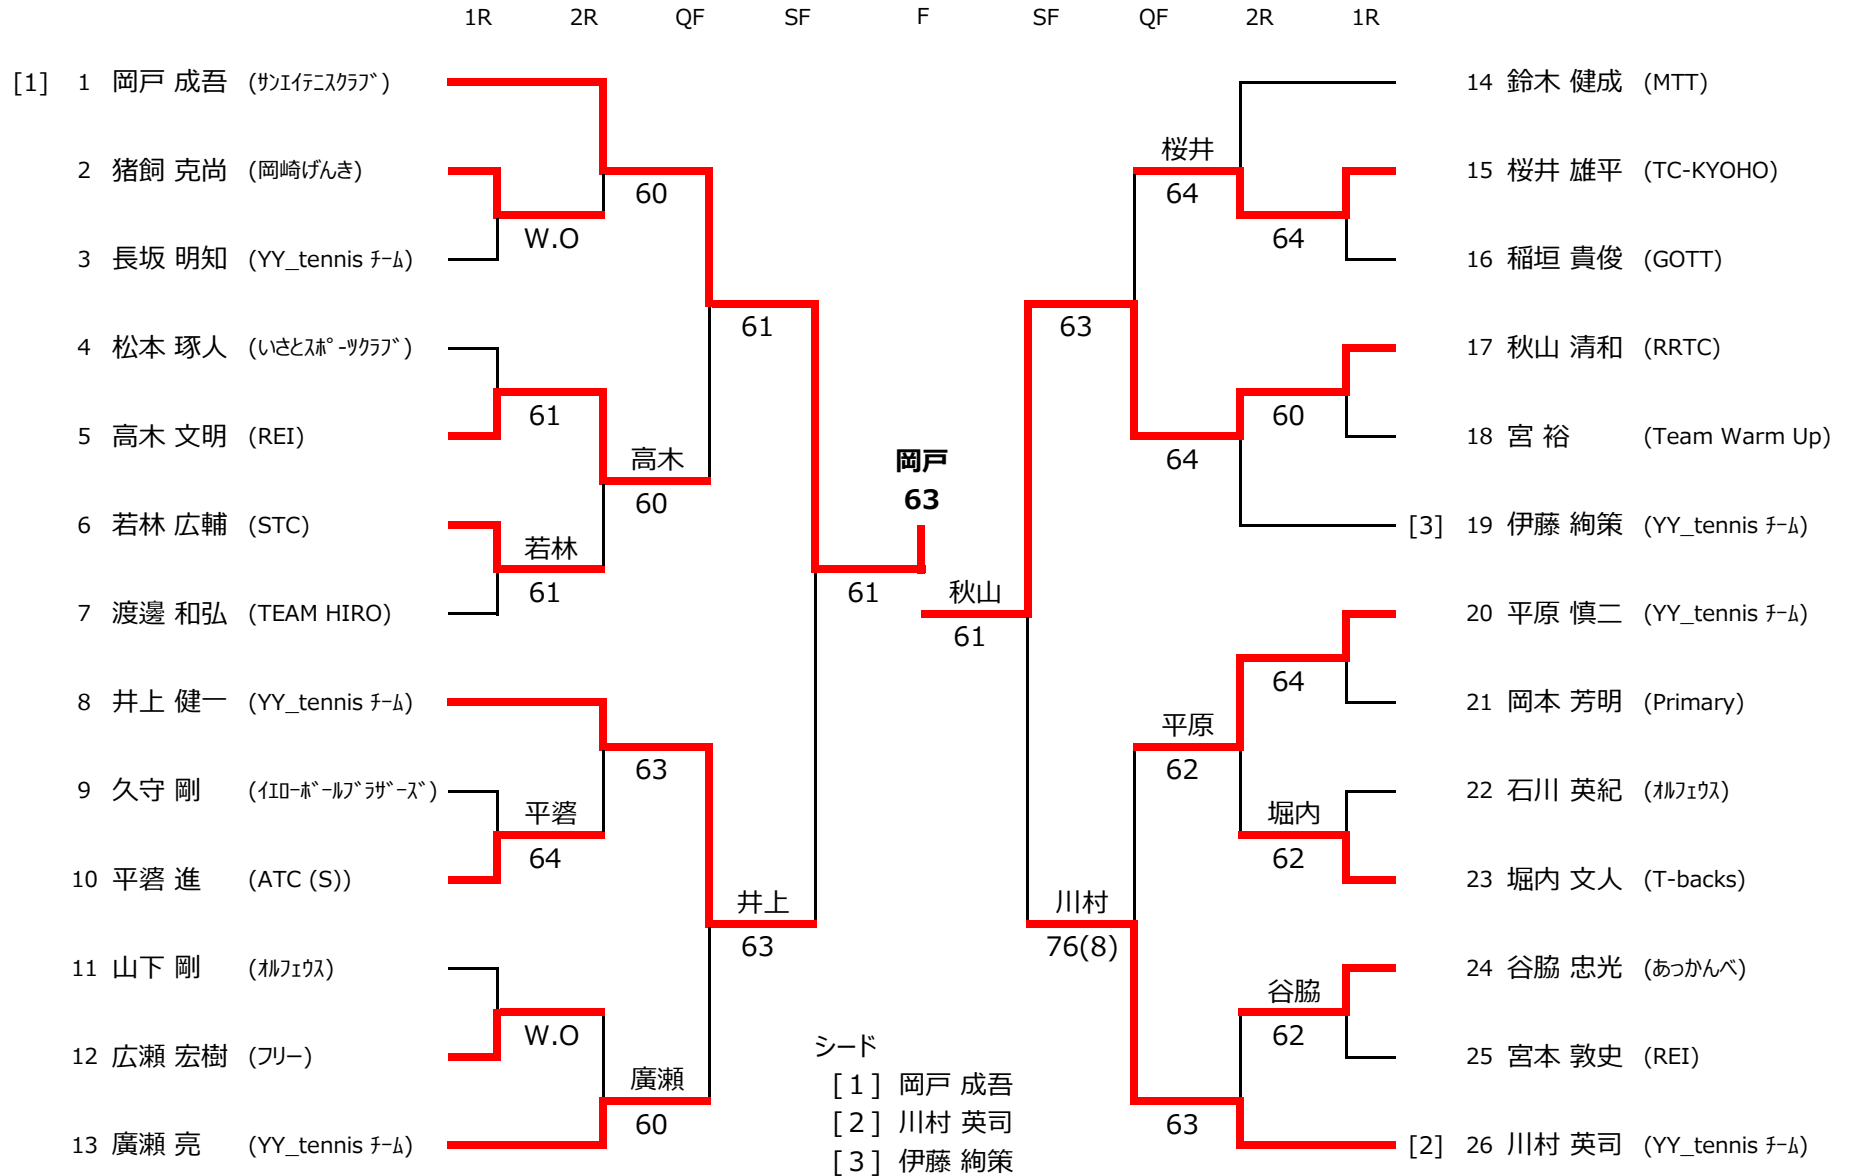 1R 2R QF SF F SF QF 2R 1R
[1] 1 岡戸 成吾 (ｻﾝｴｲﾃﾆｽｸﾗﾌﾞ) 14 鈴木 健成 (MTT)
桜井
2 猪飼 克尚 (岡崎げんき) 60 64 15 桜井 雄平 (TC-KYOHO)
W.O 64
3 長坂 明知 (YY_tennis ﾁｰﾑ) 16 稲垣 貴俊 (GOTT)
61 63
4 松本 琢人 (いさとｽﾎﾟｰﾂｸﾗﾌﾞ) 17 秋山 清和 (RRTC)
61 60
5 高木 文明 (REI) 18 宮 裕 (Team Warm Up)
高木 岡戸 64
60 63
6 若林 広輔 (STC) [3] 19 伊藤 絢策 (YY_tennis ﾁｰﾑ)
若林
61 61 秋山
7 渡邊 和弘 (TEAM HIRO) 20 平原 慎二 (YY_tennis ﾁｰﾑ)
61
64
8 井上 健一 (YY_tennis ﾁｰﾑ) 21 岡本 芳明 (Primary)
平原
63 62
9 久守 剛 (ｲｴﾛｰﾎﾞｰﾙﾌﾞﾗｻﾞｰｽﾞ) 22 石川 英紀 (ｵﾙﾌｪｳｽ)
平碆 堀内
64 62
10 平碆 進 (ATC (S)) 23 堀内 文人 (T-backs)
井上 川村
63 76(8)
11 山下 剛 (ｵﾙﾌｪｳｽ) 24 谷脇 忠光 (あっかんべ)
谷脇
W.O 62
シード
12 広瀬 宏樹 (フリー) 25 宮本 敦史 (REI)
廣瀬 [1] 岡戸 成吾
60 [2] 川村 英司 63
13 廣瀬 亮 (YY_tennis ﾁｰﾑ) [2] 26 川村 英司 (YY_tennis ﾁｰﾑ)
[3] 伊藤 絢策